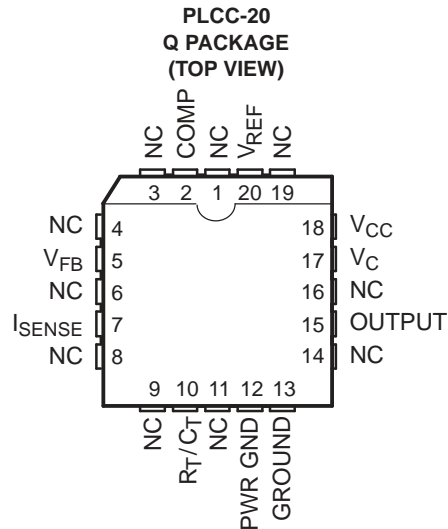 PLCC-20
Q PACKAGE
(TOP VIEW)
NC
COMP
NC
VREF
NC
3 2 1 20 19
NC 4
VFB 5
NC 6
ISENSE 7
NC 8
18 VCC
17 VC
16 NC
15 OUTPUT
14 NC
9 10 11 12 13
NC
RT/CT
NC
PWR GND
GROUND